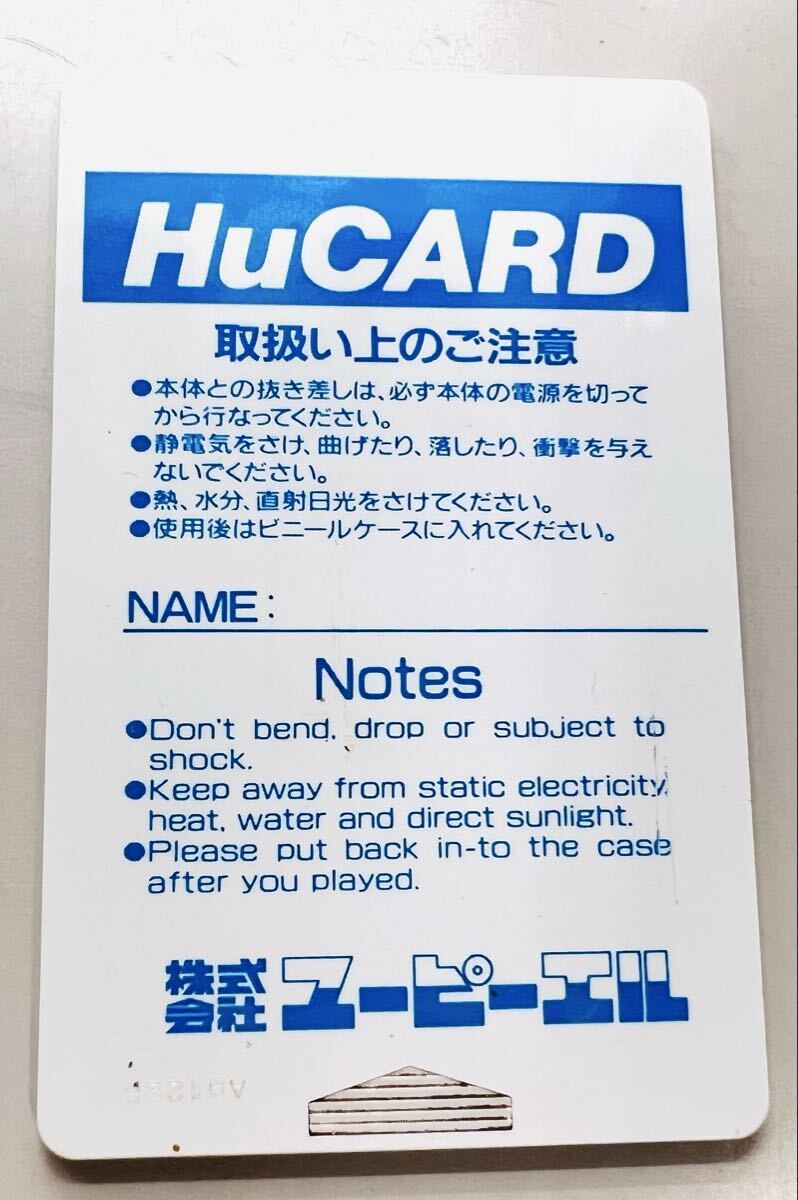 HuCARD
取扱い上のご注意
●本体との抜き差しは、必ず本体の電源を切って
から行なってください。
●静電気をさけ、曲げたり、落したり、衝撃を与え
ないでください。
●熱、水分、直射日光をさけてください。
●使用後はビニールケースに入れてください。
NAME:
Notes
●Don't bend, drop or subject to
shock.
●Keep away from static electricity,
heat, water and direct sunlight.
●Please put back in-to the case
after you played.
株式会社 ユーピーエル